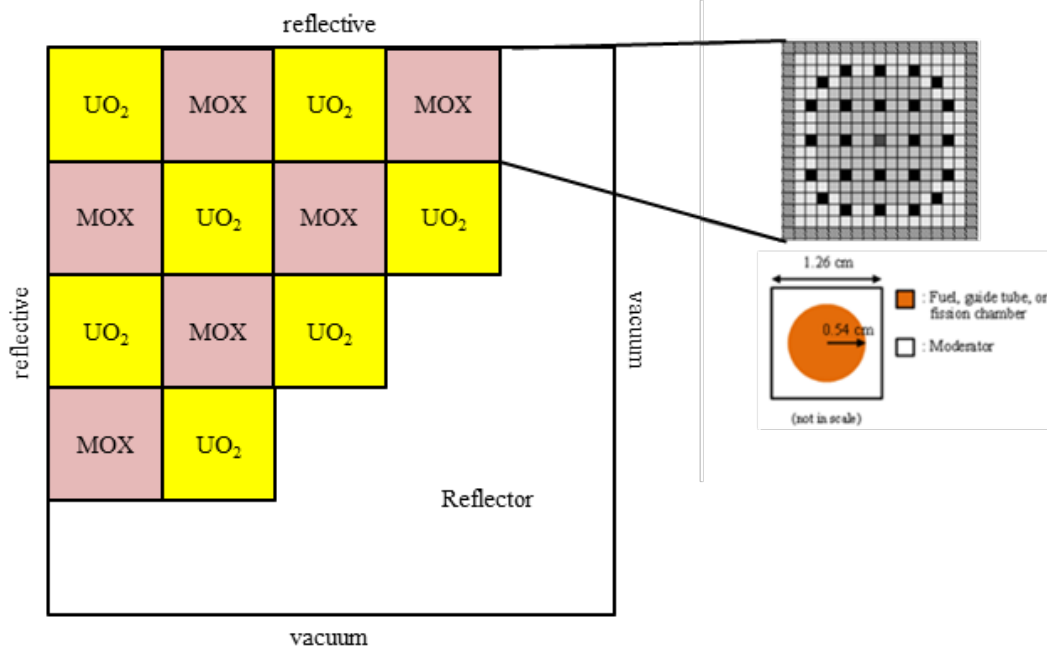 reflective
UO2 MOX UO2 MOX
MOX UO2 MOX UO2
UO2 MOX UO2
MOX UO2
Reflector
reflective
vacuum
vacuum
1.26 cm
0.54 cm
: Fuel, guide tube, or
fission chamber
: Moderator
(not in scale)